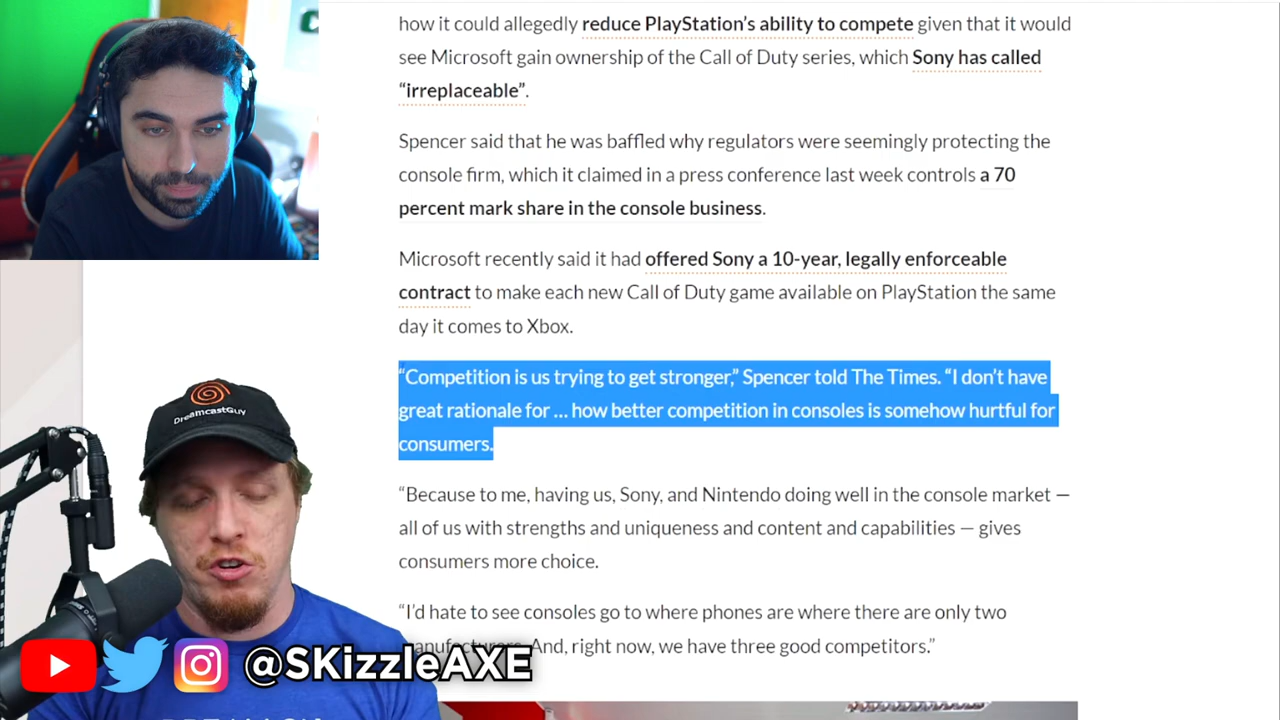 how it could allegedly reduce PlayStation’s ability to compete given that it would
see Microsoft gain ownership of the Call of Duty series, which Sony has called
“irreplaceable”.
Spencer said that he was baffled why regulators were seemingly protecting the
console firm, which it claimed in a press conference last week controls a 70
percent mark share in the console business.
Microsoft recently said it had offered Sony a 10-year, legally enforceable
contract to make each new Call of Duty game available on PlayStation the same
day it comes to Xbox.
“Competition is us trying to get stronger,” Spencer told The Times. “I don’t have
great rationale for … how better competition in consoles is somehow hurtful for
consumers.
“Because to me, having us, Sony, and Nintendo doing well in the console market —
all of us with strengths and uniqueness and content and capabilities — gives
consumers more choice.
“I’d hate to see consoles go to where phones are where there are only two
manufacturers. And, right now, we have three good competitors.”
DreamcastGuy
@SKizzleAXE